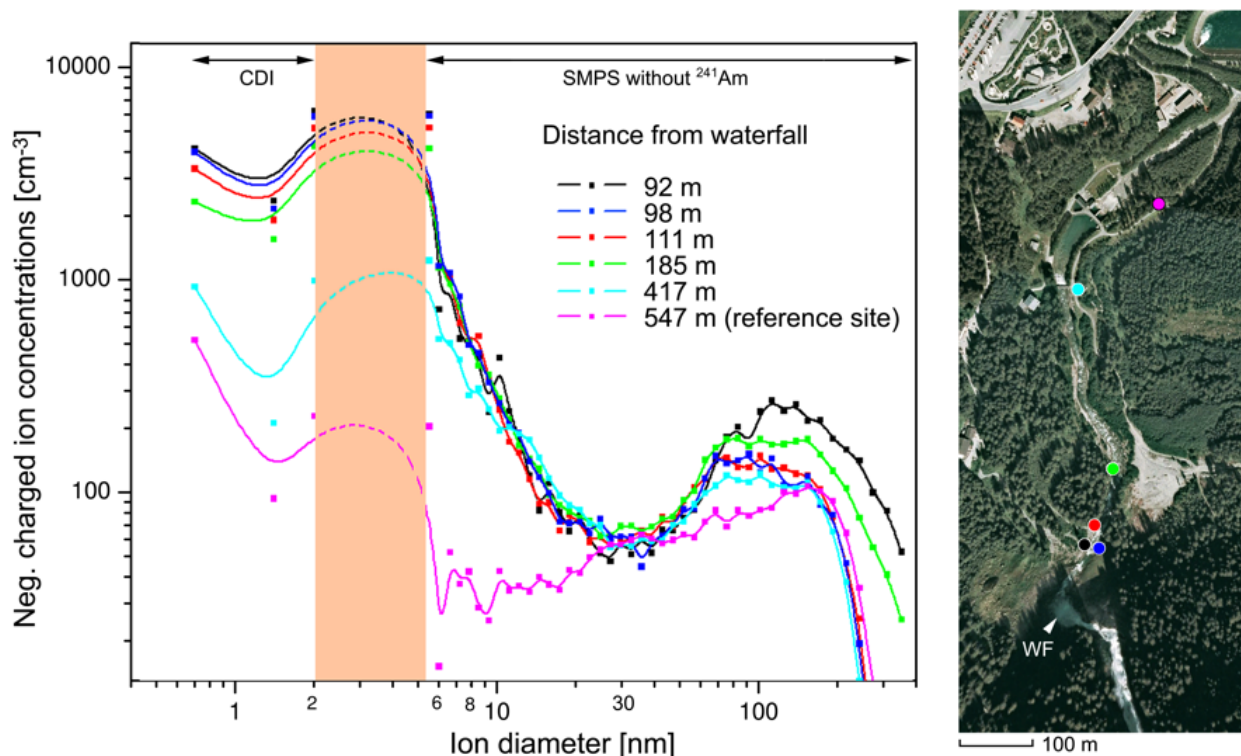 10000
1000
100
Neg. charged ion concentrations [cm⁻³]
CDI
SMPS without ²⁴¹Am
Distance from waterfall
92 m
98 m
111 m
185 m
417 m
547 m (reference site)
1
2
6
8
10
30
100
Ion diameter [nm]
WF
100 m